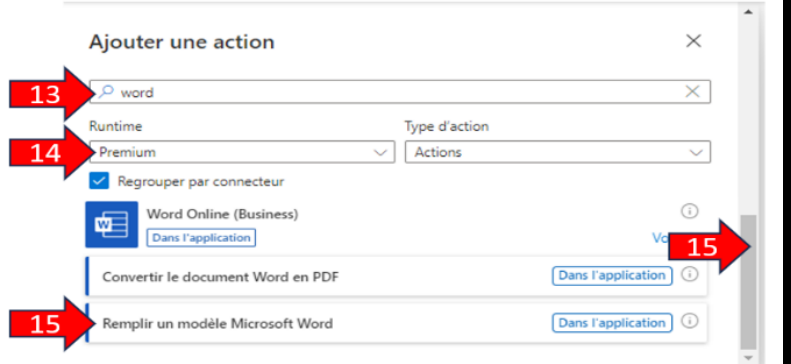 Ajouter une action
13
word
Runtime
Type d'action
14
Premium
Actions
Regrouper par connecteur
Word Online (Business)
Dans l'application
15
Convertir le document Word en PDF
Dans l'application
15
Remplir un modèle Microsoft Word
Dans l'application